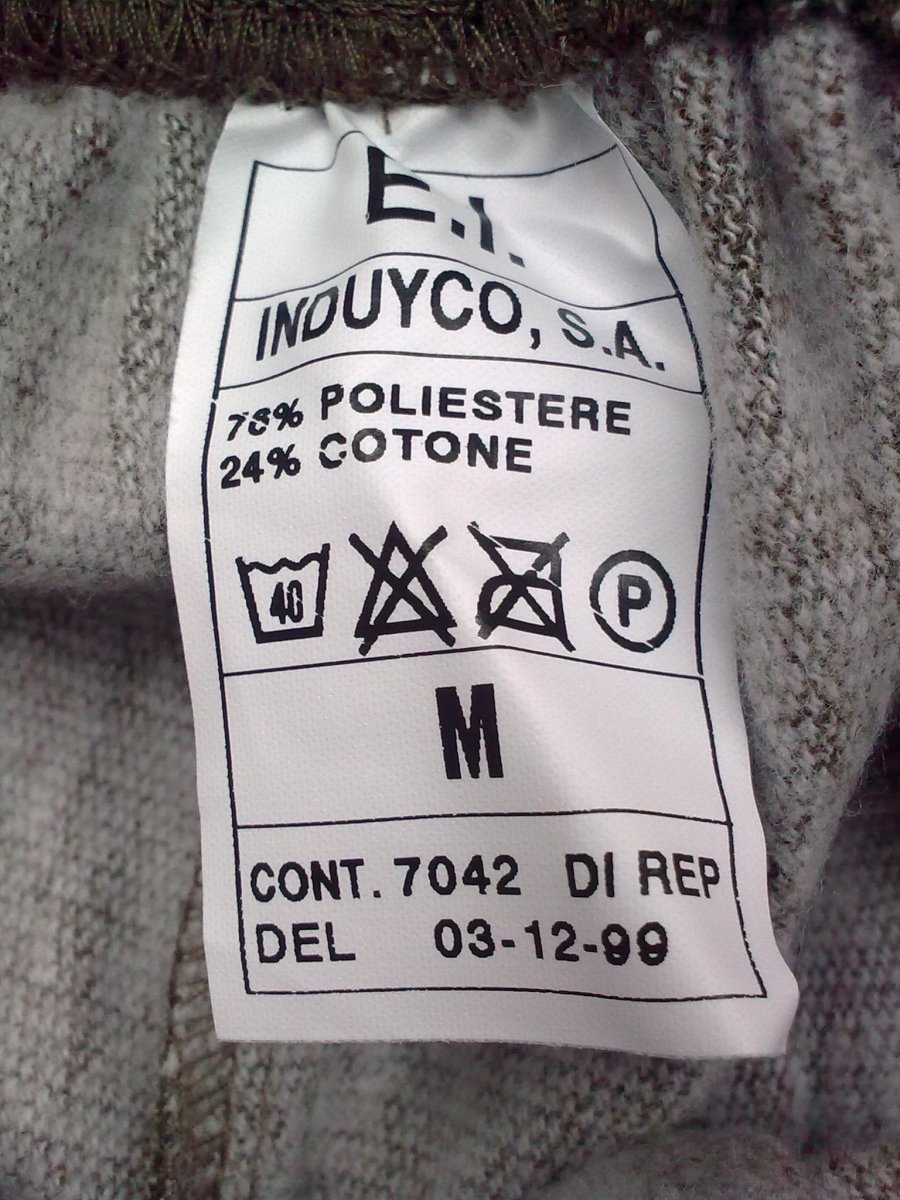 E.I.
INDUYCO, S.A.
76% POLIESTERE
24% COTONE
40 P
M
CONT. 7042 DI REP
DEL 03-12-99